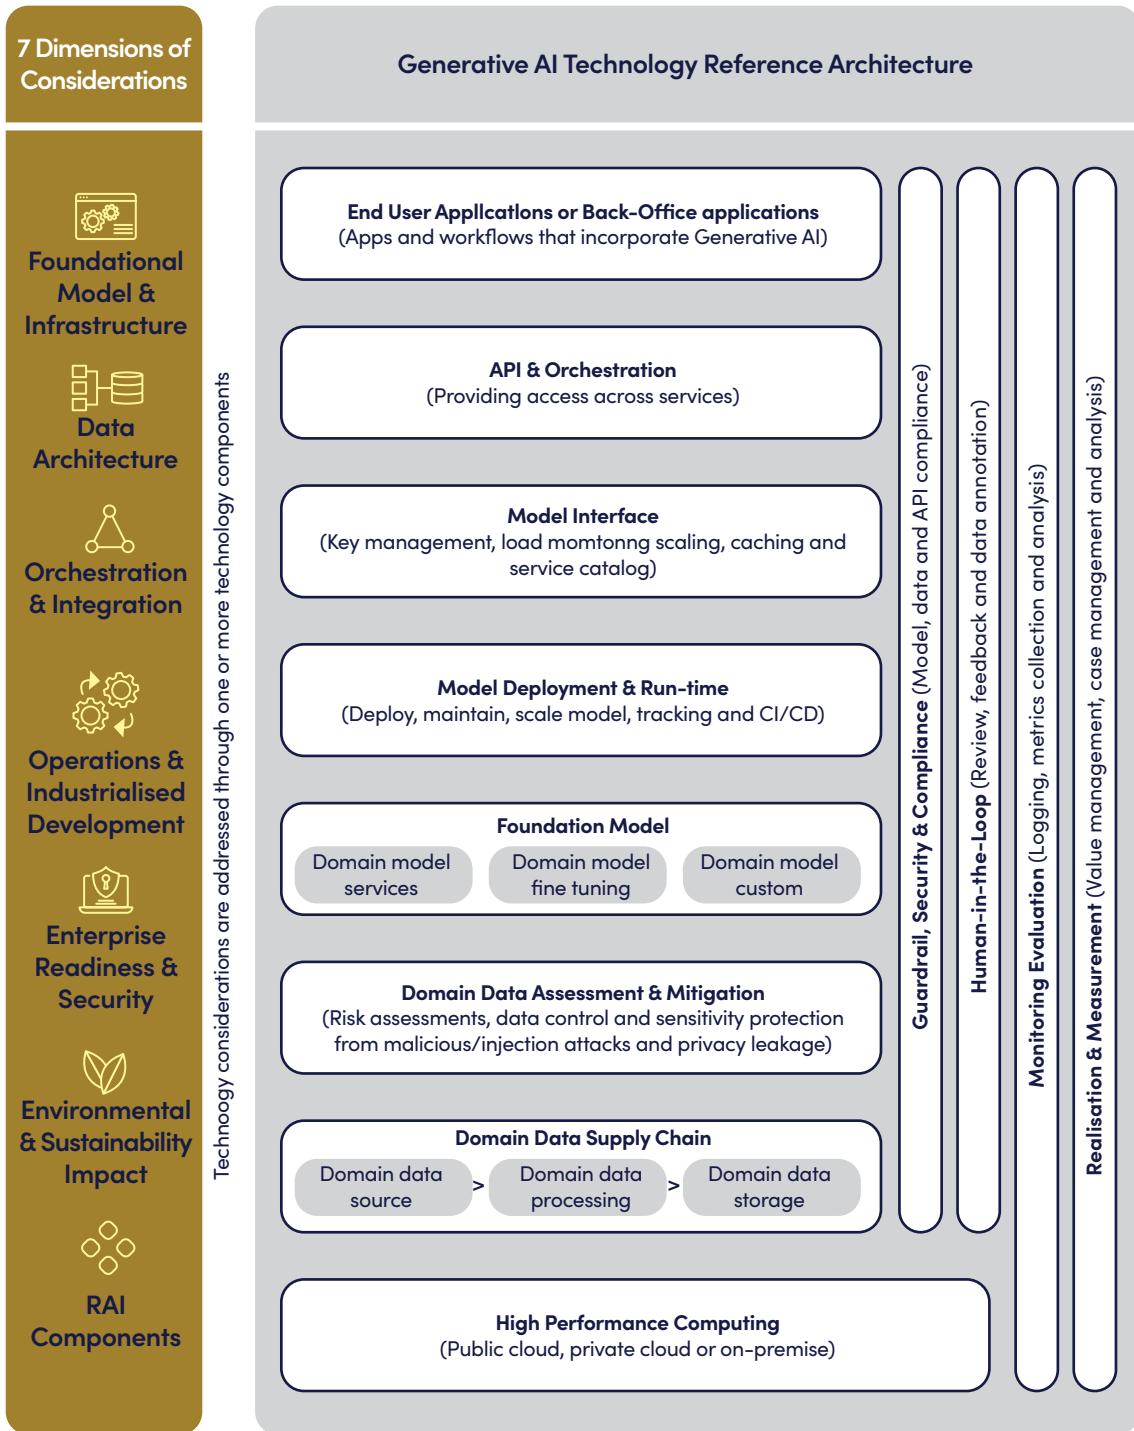 7 Dimensions of
Considerations
Foundational
Model &
Infrastructure
Data
Architecture
Orchestration
& Integration
Operations &
Industrialised
Development
Enterprise
Readiness &
Security
Environmental
& Sustainability
Impact
RAI
Components
Technoogy considerations are addressed through one or more technology components
Generative AI Technology Reference Architecture
End User AppllcatIons or Back-Office applications
(Apps and workflows that incorporate Generative AI)
API & Orchestration
(Providing access across services)
Model Interface
(Key management, load momtonng scaling, caching and
service catalog)
Model Deployment & Run-time
(Deploy, maintain, scale model, tracking and CI/CD)
Foundation Model
Domain model
services
Domain model
fine tuning
Domain model
custom
Domain Data Assessment & Mitigation
(Risk assessments, data control and sensitivity protection
from malicious/injection attacks and privacy leakage)
Domain Data Supply Chain
Domain data
source
>
Domain data
processing
>
Domain data
storage
High Performance Computing
(Public cloud, private cloud or on-premise)
Guardrail, Security & Compliance (Model, data and API compliance)
Human-in-the-Loop (Review, feedback and data annotation)
Monitoring Evaluation (Logging, metrics collection and analysis)
Realisation & Measurement (Value management, case management and analysis)